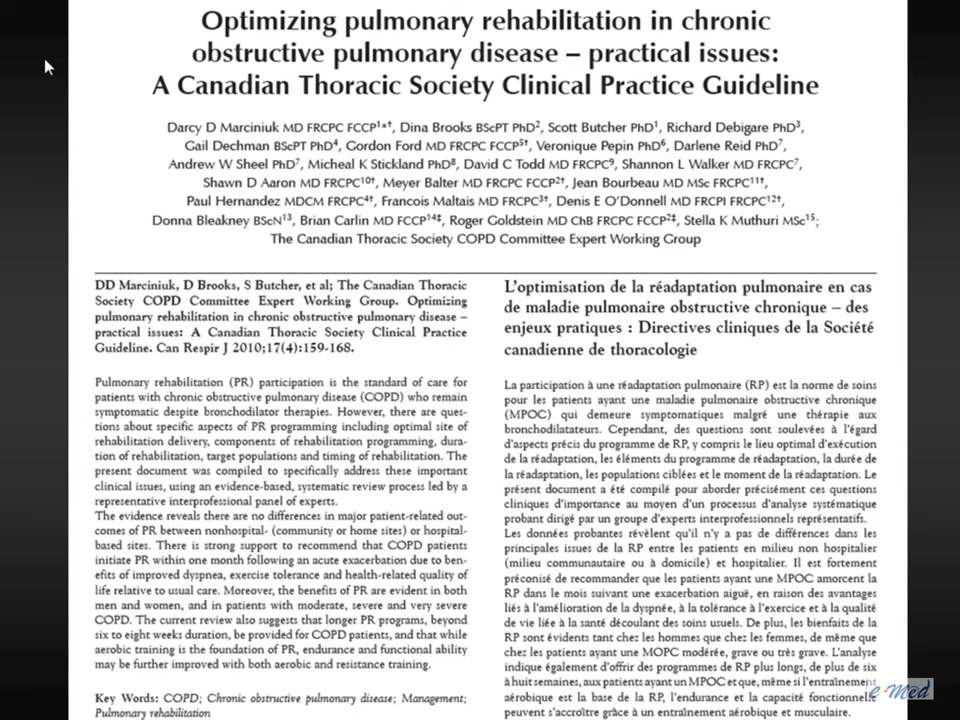 Optimizing pulmonary rehabilitation in chronic
obstructive pulmonary disease – practical issues:
A Canadian Thoracic Society Clinical Practice Guideline
Darcy D Marciniuk MD FRCPC FCCP1*†, Dina Brooks BScPT PhD2, Scott Butcher PhD1, Richard Debigare PhD3,
Gail Dechman BScPT PhD4, Gordon Ford MD FRCPC FCCP5†, Veronique Pepin PhD6, Darlene Reid PhD7,
Andrew W Sheel PhD7, Micheal K Stickland PhD8, David C Todd MD FRCPC9, Shannon L Walker MD FRCPC7,
Shawn D Aaron MD FRCPC10†, Meyer Balter MD FRCPC FCCP2†, Jean Bourbeau MD MSc FRCPC11†,
Paul Hernandez MDCM FRCPC4†, Francois Maltais MD FRCPC3†, Denis E O'Donnell MD FRCPI FRCPC12†,
Donna Bleakney BScN13, Brian Carlin MD FCCP14‡, Roger Goldstein MD ChB FRCPC FCCP2‡, Stella K Muthuri MSc15;
The Canadian Thoracic Society COPD Committee Expert Working Group
DD Marciniuk, D Brooks, S Butcher, et al; The Canadian Thoracic
Society COPD Committee Expert Working Group. Optimizing
pulmonary rehabilitation in chronic obstructive pulmonary disease –
practical issues: A Canadian Thoracic Society Clinical Practice
Guideline. Can Respir J 2010;17(4):159-168.
Pulmonary rehabilitation (PR) participation is the standard of care for
patients with chronic obstructive pulmonary disease (COPD) who remain
symptomatic despite bronchodilator therapies. However, there are ques-
tions about specific aspects of PR programming including optimal site of
rehabilitation delivery, components of rehabilitation programming, dura-
tion of rehabilitation, target populations and timing of rehabilitation. The
present document was compiled to specifically address these important
clinical issues, using an evidence-based, systematic review process led by a
representative interprofessional panel of experts.
The evidence reveals there are no differences in major patient-related out-
comes of PR between nonhospital- (community or home sites) or hospital-
based sites. There is strong support to recommend that COPD patients
initiate PR within one month following an acute exacerbation due to ben-
efits of improved dyspnea, exercise tolerance and health-related quality of
life relative to usual care. Moreover, the benefits of PR are evident in both
men and women, and in patients with moderate, severe and very severe
COPD. The current review also suggests that longer PR programs, beyond
six to eight weeks duration, be provided for COPD patients, and that while
aerobic training is the foundation of PR, endurance and functional ability
may be further improved with both aerobic and resistance training.
Key Words: COPD; Chronic obstructive pulmonary disease; Management;
Pulmonary rehabilitation
L'optimisation de la réadaptation pulmonaire en cas
de maladie pulmonaire obstructive chronique – des
enjeux pratiques : Directives cliniques de la Société
canadienne de thoracologie
La participation à une réadaptation pulmonaire (RP) est la norme de soins
pour les patients ayant une maladie pulmonaire obstructive chronique
(MPOC) qui demeure symptomatiques malgré une thérapie aux
bronchodilatateurs. Cependant, des questions sont soulevées à l'égard
d'aspects précis du programme de RP, y compris le lieu optimal d'exécution
de la réadaptation, les éléments du programme de réadaptation, la durée de
la réadaptation, les populations ciblées et le moment de la réadaptation. Le
présent document a été compilé pour aborder précisément ces questions
cliniques d'importance au moyen d'un processus d'analyse systématique
probant dirigé par un groupe d'experts interprofessionnels représentatifs.
Les données probantes révèlent qu'il n'y a pas de différences dans les
principales issues de la RP entre les patients en milieu non hospitalier
(milieu communautaire ou à domicile) et hospitalier. Il est fortement
préconisé de recommander que les patients ayant une MPOC amorcent la
RP dans le mois suivant une exacerbation aiguë, en raison des avantages
liés à l'amélioration de la dyspnée, à la tolérance à l'exercice et à la qualité
de vie liée à la santé découlant des soins usuels. De plus, les bienfaits de la
RP sont évidents tant chez les hommes que chez les femmes, de même que
chez les patients ayant une MOPC modérée, grave ou très grave. L'analyse
indique également d'offrir des programmes de RP plus longs, de plus de six
à huit semaines, aux patients ayant un MPOC et que, même si l'entraînement
aérobique est la base de la RP, l'endurance et la capacité fonctionnelle
peuvent s'accroître grâce à un entraînement aérobique et musculaire.
e-Med